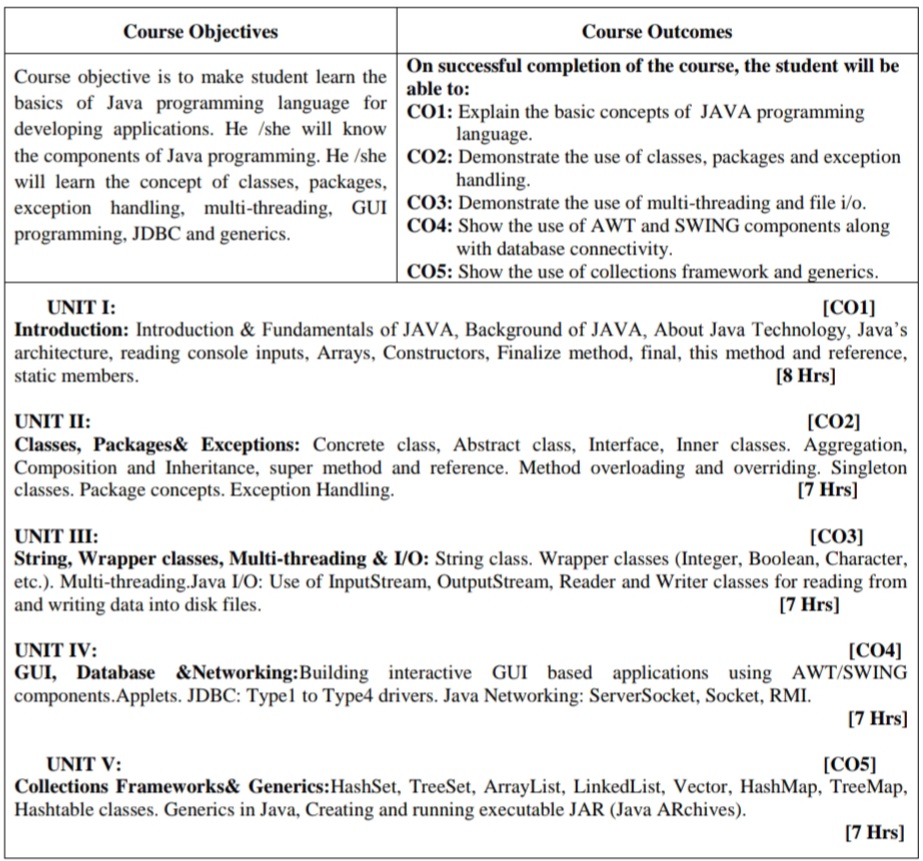 Course Objectives
Course Outcomes
Course objective is to make student learn the
basics of Java programming language for
developing applications. He /she will know
the components of Java programming. He /she
will learn the concept of classes, packages,
exception handling, multi-threading, GUI
programming, JDBC and generics.
On successful completion of the course, the student will be
able to:
CO1: Explain the basic concepts of JAVA programming
language.
CO2: Demonstrate the use of classes, packages and exception
handling.
CO3: Demonstrate the use of multi-threading and file i/o.
CO4: Show the use of AWT and SWING components along
with database connectivity.
CO5: Show the use of collections framework and generics.
UNIT I: [CO1]
Introduction: Introduction & Fundamentals of JAVA, Background of JAVA, About Java Technology, Java's
architecture, reading console inputs, Arrays, Constructors, Finalize method, final, this method and reference,
static members. [8 Hrs]
UNIT II: [CO2]
Classes, Packages& Exceptions: Concrete class, Abstract class, Interface, Inner classes. Aggregation,
Composition and Inheritance, super method and reference. Method overloading and overriding. Singleton
classes. Package concepts. Exception Handling. [7 Hrs]
UNIT III: [CO3]
String, Wrapper classes, Multi-threading & I/O: String class. Wrapper classes (Integer, Boolean, Character,
etc.). Multi-threading.Java I/O: Use of InputStream, OutputStream, Reader and Writer classes for reading from
and writing data into disk files. [7 Hrs]
UNIT IV: [CO4]
GUI, Database &Networking:Building interactive GUI based applications using AWT/SWING
components.Applets. JDBC: Type1 to Type4 drivers. Java Networking: ServerSocket, Socket, RMI.
[7 Hrs]
UNIT V: [CO5]
Collections Frameworks& Generics:HashSet, TreeSet, ArrayList, LinkedList, Vector, HashMap, TreeMap,
Hashtable classes. Generics in Java, Creating and running executable JAR (Java ARchives).
[7 Hrs]